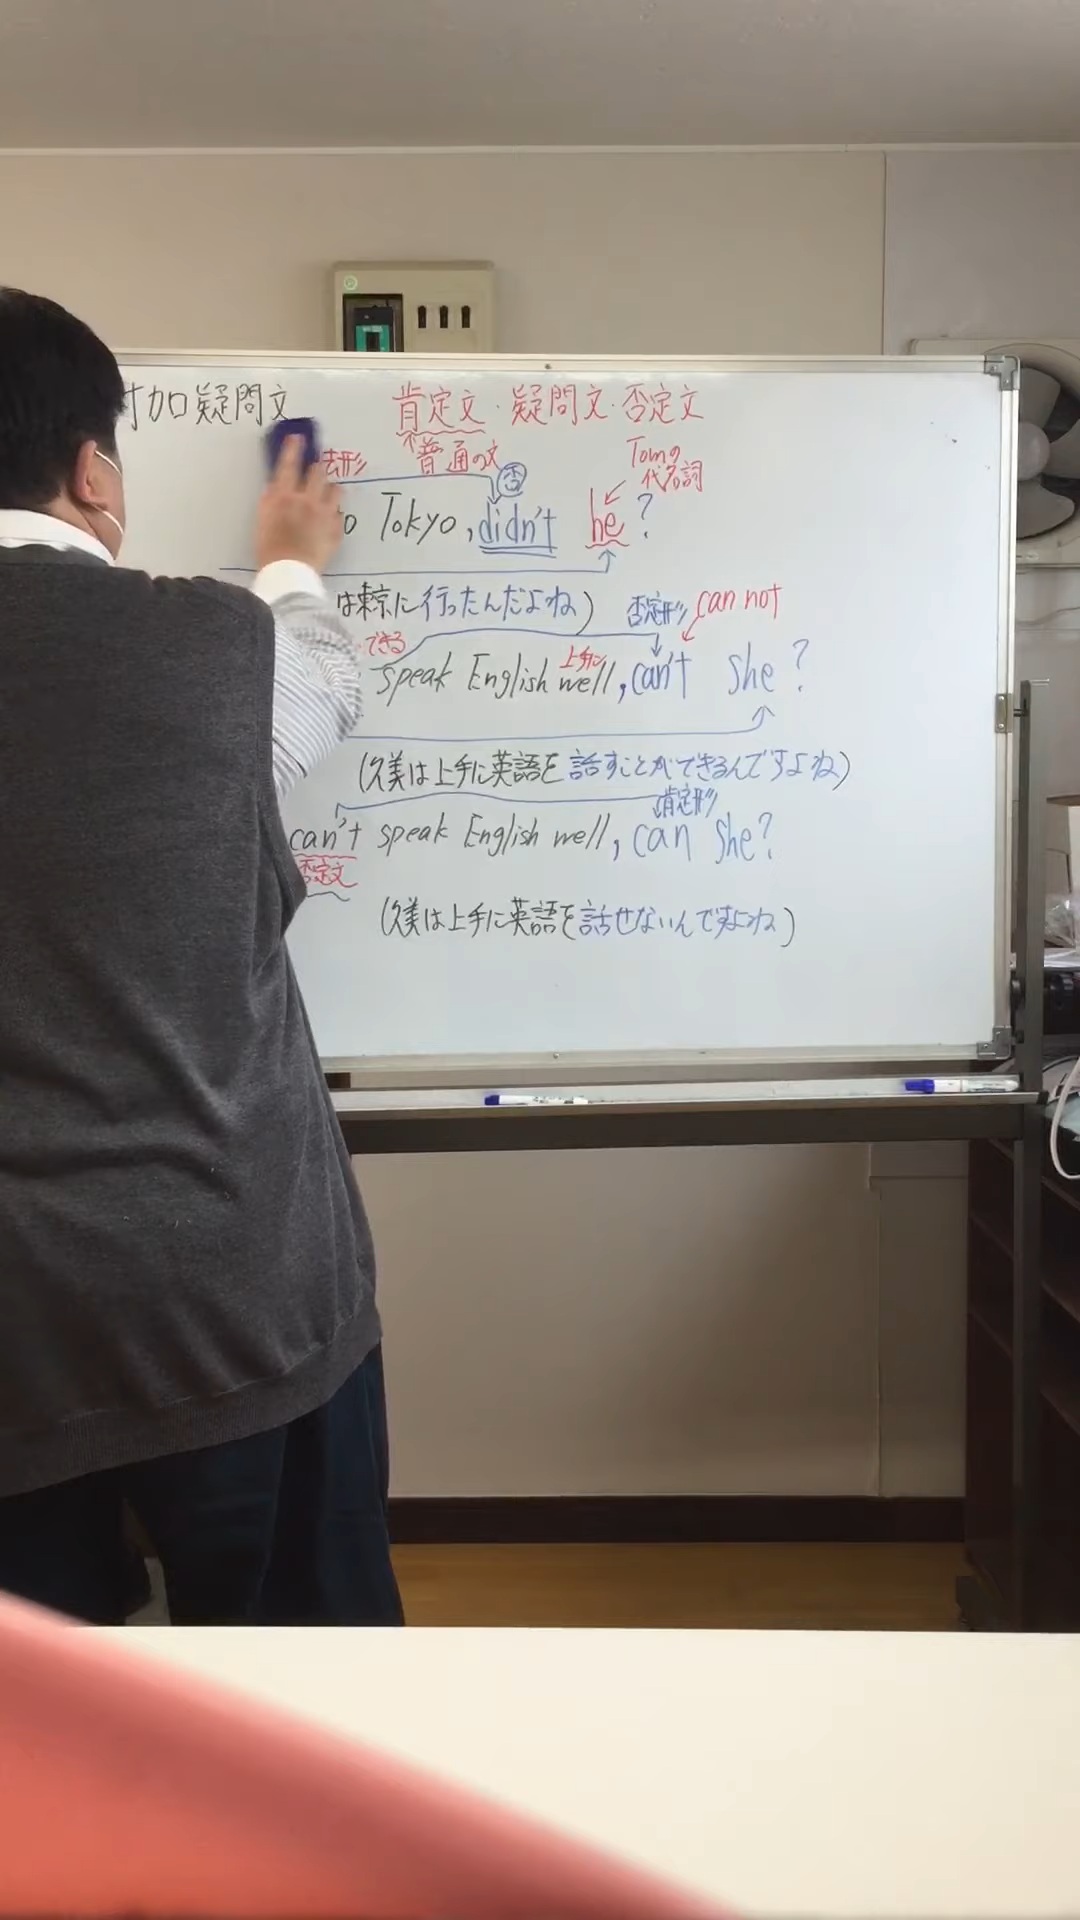 付加疑問文 肯定文・疑問文・否定文
去形 普通の文 否 Tomの
代名詞
to Tokyo, didn't he?
は東京に行ったんだよね) 否定形 can not
できる 上手に
speak English well, can't she?
(久美は上手に英語を話すことができるんですよね)
肯定形
can't speak English well, can she?
否定文
(久美は上手に英語を話せないんですよね)